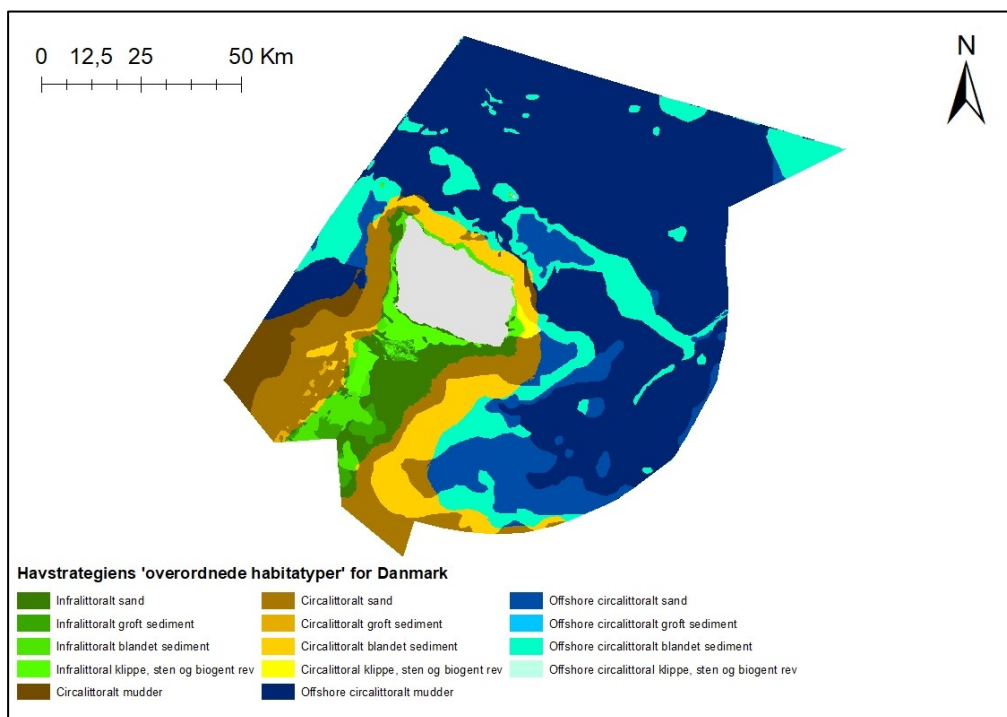 0 12,5 25 50 Km
N
Havstrategiens 'overordnede habitatyper' for Danmark
Infralittoralt sand
Infralittoralt groft sediment
Infralittoralt blandet sediment
Infralittoral klippe, sten og biogent rev
Circalittoralt mudder
Circalittoralt sand
Circalittoralt groft sediment
Circalittoralt blandet sediment
Circalittoral klippe, sten og biogent rev
Offshore circalittoralt mudder
Offshore circalittoralt sand
Offshore circalittoralt groft sediment
Offshore circalittoralt blandet sediment
Offshore circalittoral klippe, sten og biogent rev